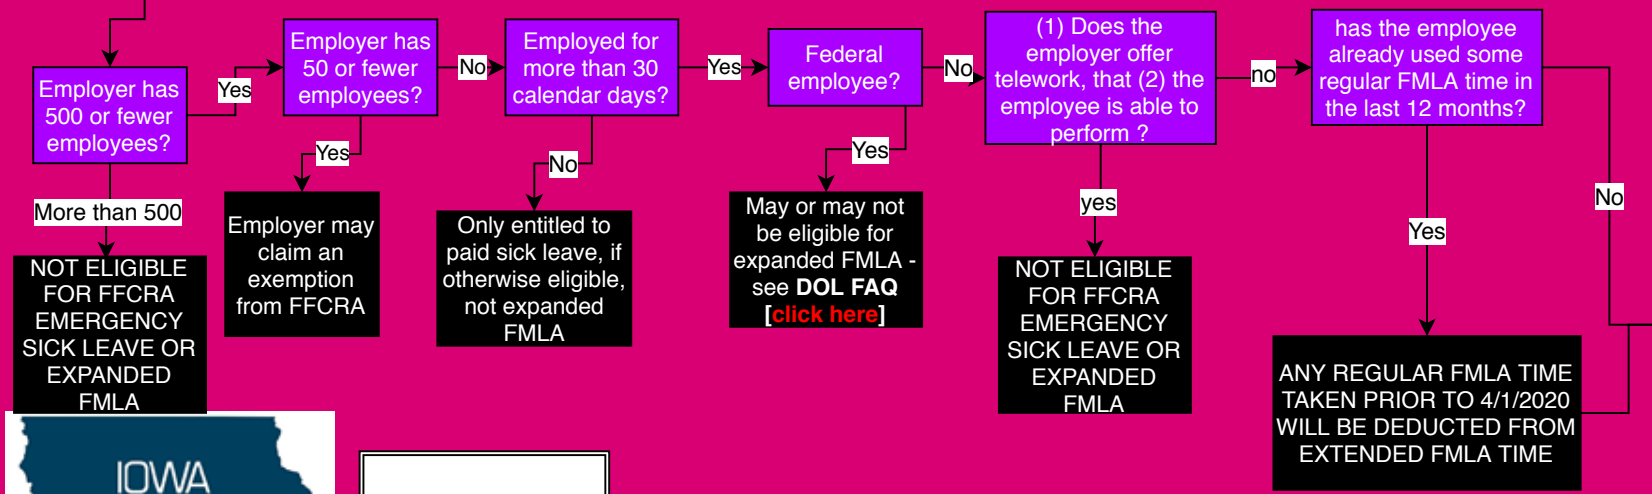 Employer has
500 or fewer
employees?
Yes
More than 500
NOT ELIGIBLE
FOR FFCRA
EMERGENCY
SICK LEAVE OR
EXPANDED
FMLA
Employer has
50 or fewer
employees?
No
Yes
Employer may
claim an
exemption
from FFCRA
Employed for
more than 30
calendar days?
Yes
No
Only entitled to
paid sick leave, if
otherwise eligible,
not expanded
FMLA
Federal
employee?
No
Yes
May or may not
be eligible for
expanded FMLA -
see DOL FAQ
[click here]
(1) Does the
employer offer
telework, that (2) the
employee is able to
perform ?
no
yes
NOT ELIGIBLE
FOR FFCRA
EMERGENCY
SICK LEAVE OR
EXPANDED
FMLA
has the employee
already used some
regular FMLA time in
the last 12 months?
No
Yes
ANY REGULAR FMLA TIME
TAKEN PRIOR TO 4/1/2020
WILL BE DEDUCTED FROM
EXTENDED FMLA TIME
IOWA